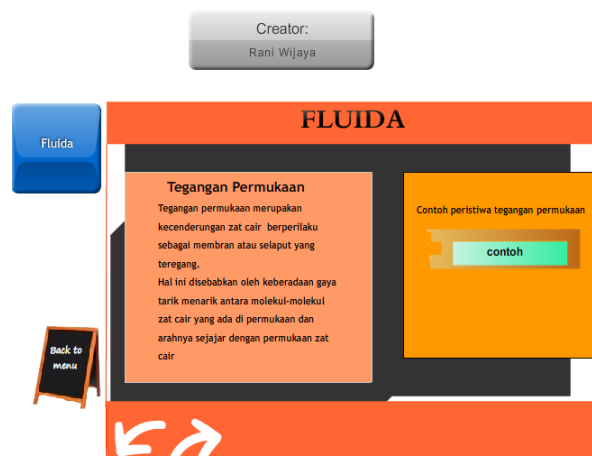 Creator:
Rani Wijaya
FLUIDA
Fluida
Tegangan Permukaan
Tegangan permukaan merupakan
kecenderungan zat cair berperilaku
sebagai membran atau selaput yang
teregang.
Hal ini disebabkan oleh keberadaan gaya
tarik menarik antara molekul-molekul
zat cair yang ada di permukaan dan
arahnya sejajar dengan permukaan zat
cair
Contoh peristiwa tegangan permukaan
contoh
Back to
menu